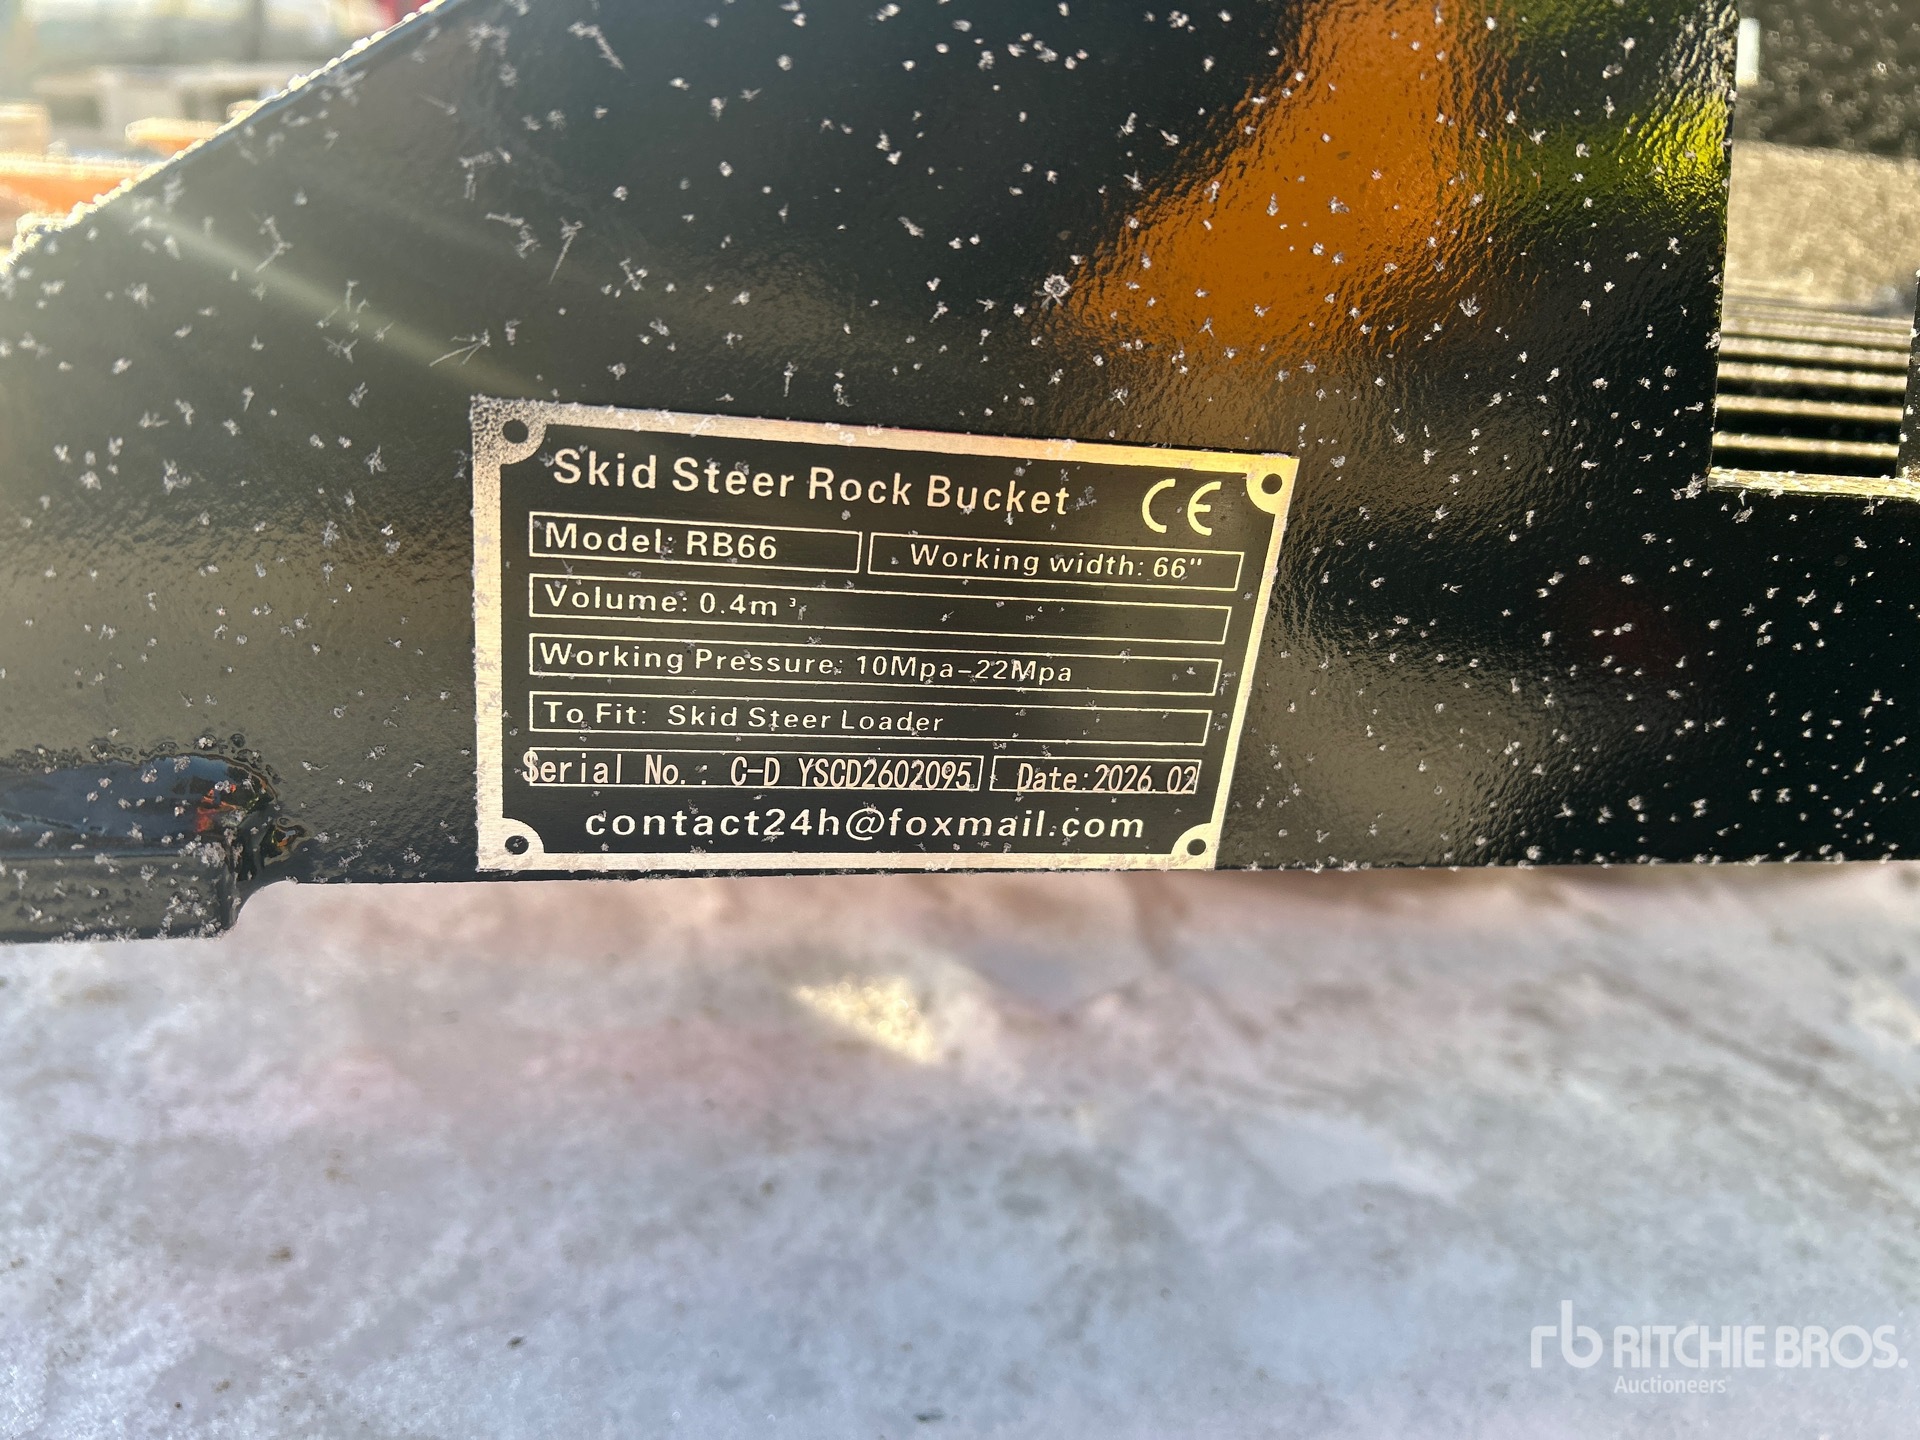 Skid Steer Rock Bucket CE
Model: RB66 Working width: 66"
Volume: 0.4m³
Working Pressure: 10Mpa-22Mpa
To Fit: Skid Steer Loader
Serial No.: C-D YSCD2602095 Date:2026.02
contact24h@foxmail.com
rb RITCHIE BROS.
Auctioneers